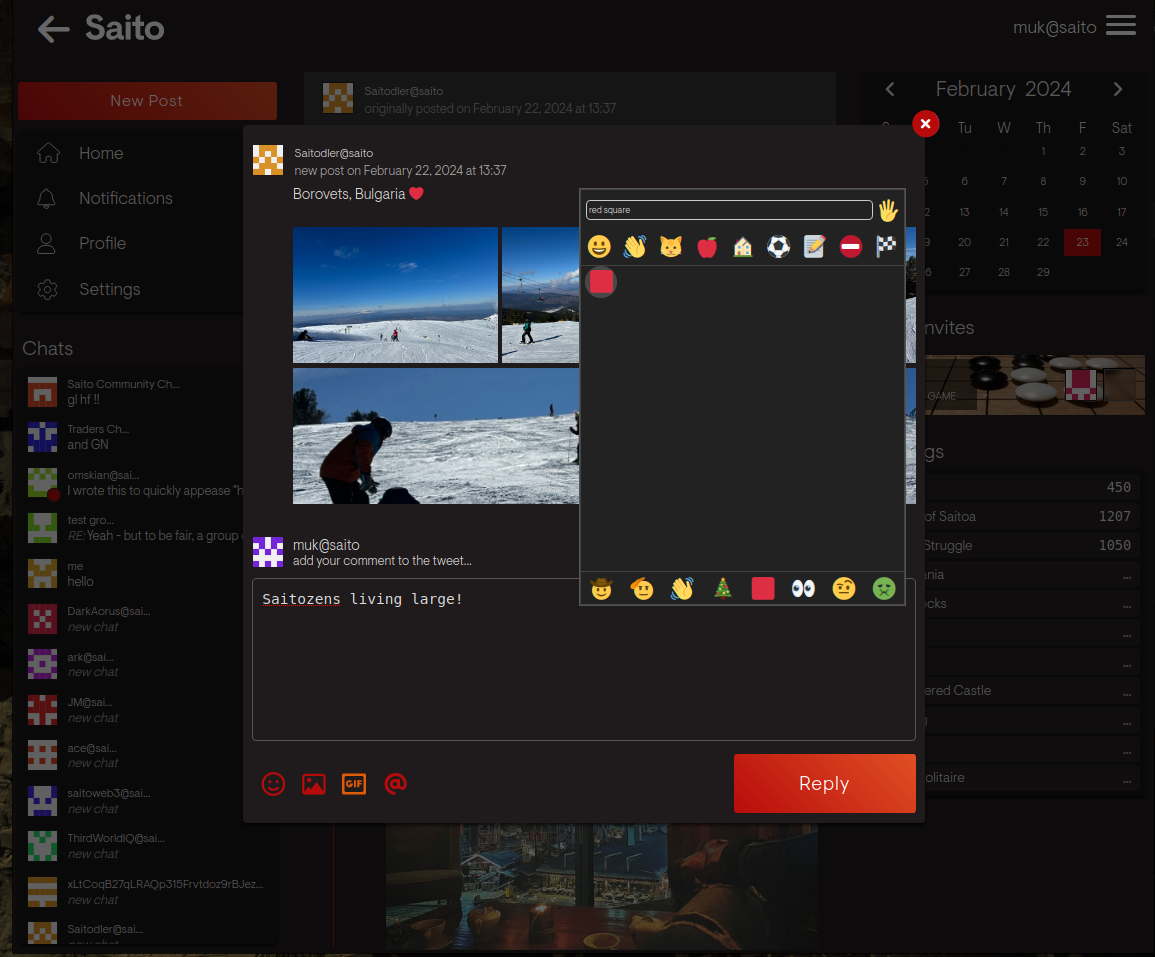 Saito
muk@saito
New Post
Home
Notifications
Profile
Settings
Chats
Saito Community Ch...
gl hf !!
Traders Ch...
and GN
omskian@sai...
I wrote this to quickly appease "h
test gro...
RE: Yeah - but to be fair, a group
me
hello
DarkAorus@sai...
new chat
ark@sai...
new chat
JM@sai...
new chat
ace@sai...
new chat
saitoweb3@sai...
new chat
ThirdWorldIQ@sai...
new chat
xLtCoqB27qLRAQp315Frvtdoz9rBJez...
new chat
Saitodler@sai...
new chat
Saitodler@saito
originally posted on February 22, 2024 at 13:37
Saitodler@saito
new post on February 22, 2024 at 13:37
Borovets, Bulgaria ❤️
red square
muk@saito
add your comment to the tweet...
Saitozens living large!
GIF
Reply
February 2024
Tu W Th F Sat
1 2 3
6 7 8 9 10
13 14 15 16 17
20 21 22 23 24
27 28 29
nvites
GAME
gs
450
of Saitoa 1207
Struggle 1050
ania ...
ocks ...
...
...
ered Castle ...
...
...
olitaire ...